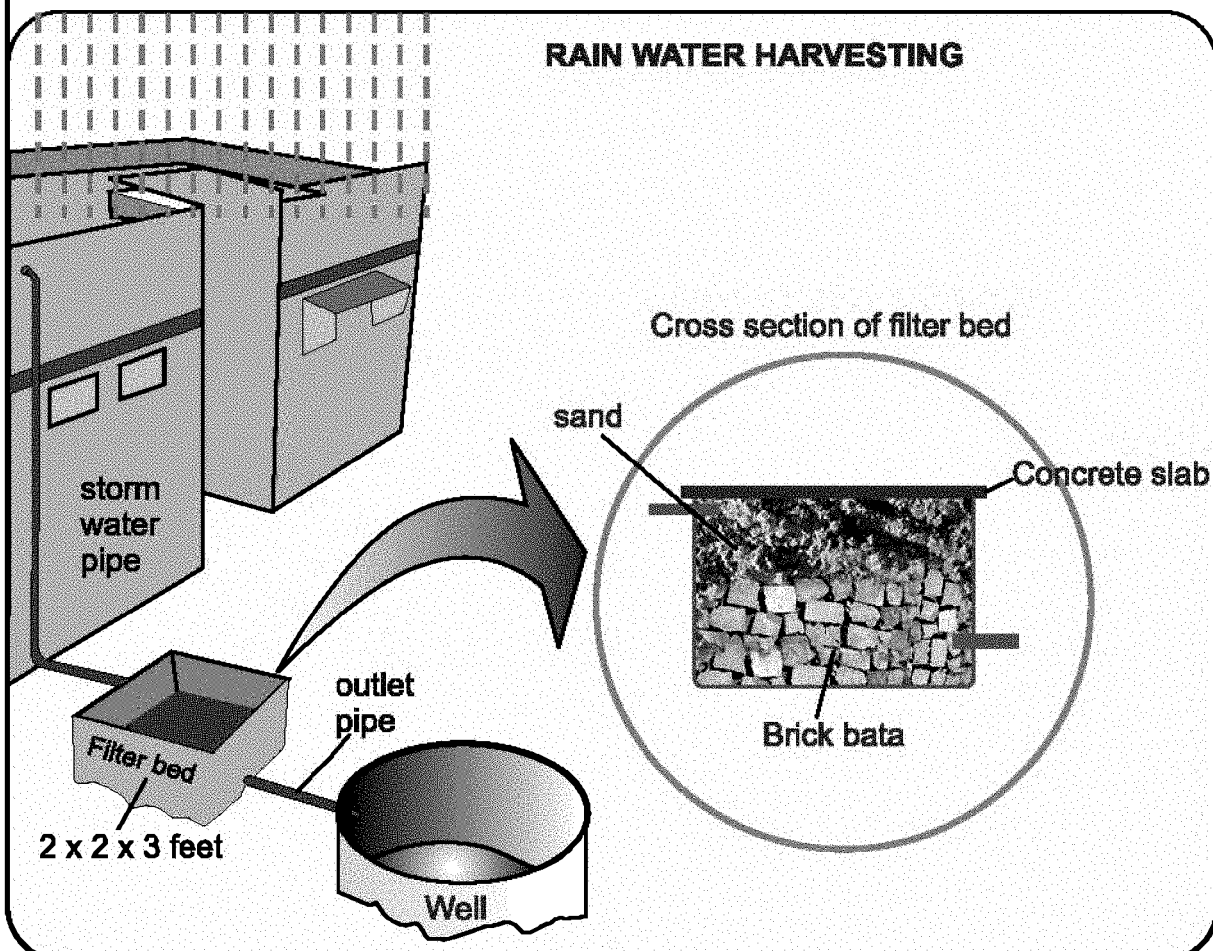 RAIN WATER HARVESTING
Cross section of filter bed
sand
Concrete slab
storm
water
pipe
outlet
pipe
Brick bata
Filter bed
2 x 2 x 3 feet
Well